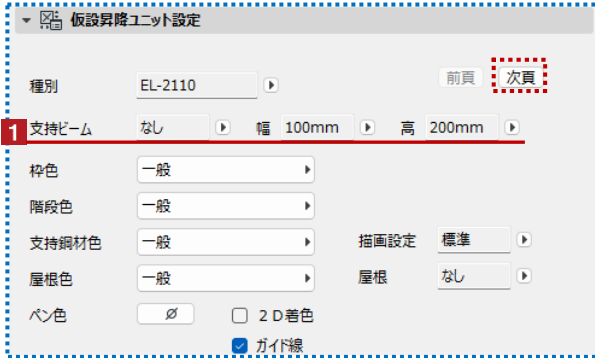 仮設昇降ユニット設定
種別 EL-2110 前頁 次頁
1 支持ビーム なし 幅 100mm 高 200mm
枠色 一般
階段色 一般
支持鋼材色 一般 描画設定 標準
屋根色 一般 屋根 なし
ペン色 ２Ｄ着色
ガイド線